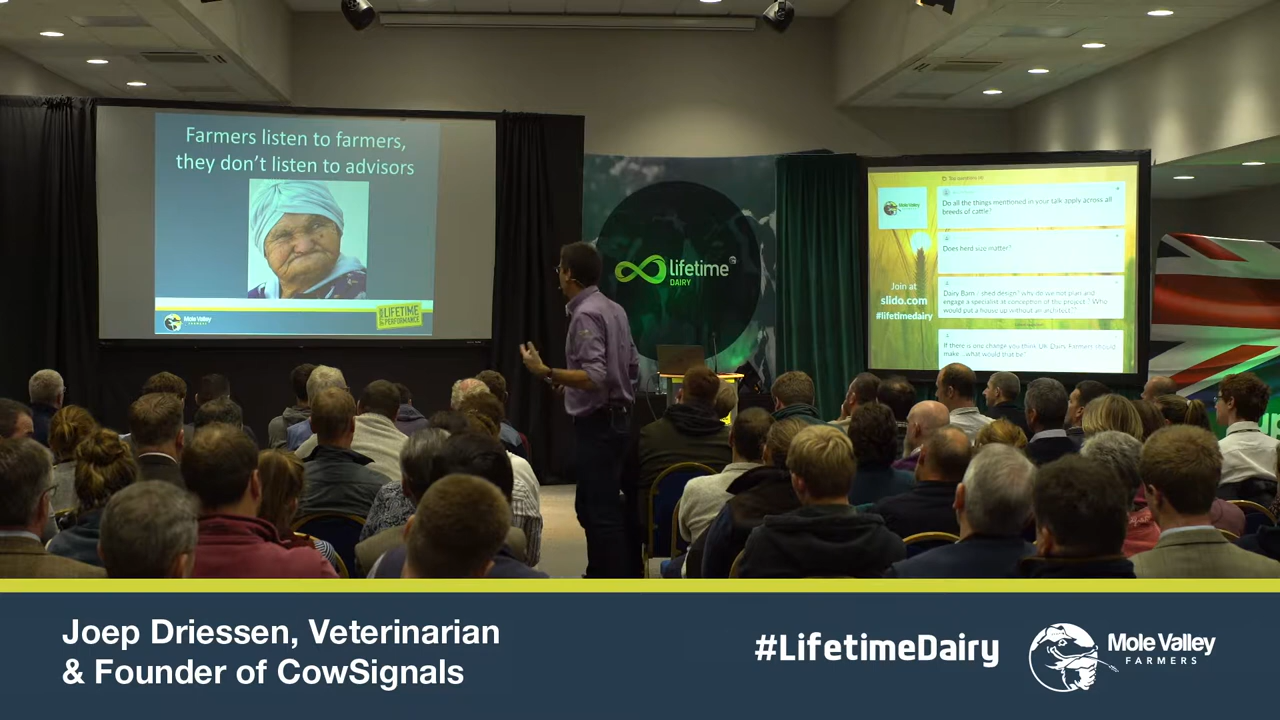 Farmers listen to farmers,
they don't listen to advisors
Mole Valley
FARMERS
LIFETIME
PERFORMANCE
lifetime
DAIRY
Mole Valley
Join at
slido.com
#lifetimedairy
Do all the things mentioned in your talk apply across all
breeds of cattle?
Does herd size matter?
Dairy Barn / shed design? why do we not plan and
engage a specialist at conception of the project? Who
would put a house up without an architect?
If there is one change you think UK Dairy Farmers should
make .. what would that be?
Joep Driessen, Veterinarian
& Founder of CowSignals
#LifetimeDairy
Mole Valley
FARMERS